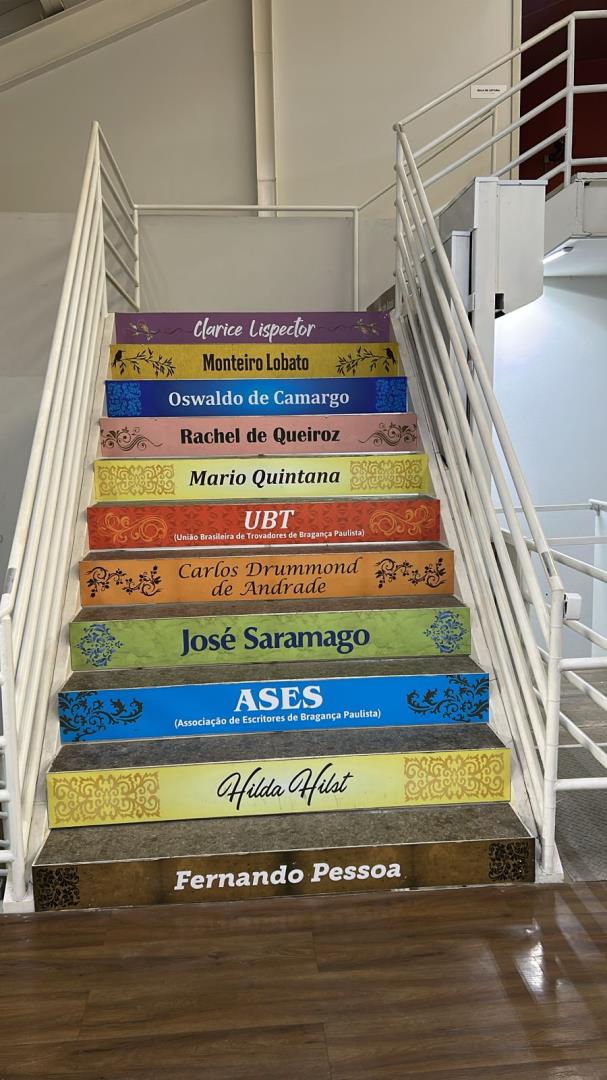 Clarice Lispector
Monteiro Lobato
Oswaldo de Camargo
Rachel de Queiroz
Mario Quintana
UBT
(União Brasileira de Trovadores de Bragança Paulista)
Carlos Drummond
de Andrade
José Saramago
ASES
(Associação de Escritores de Bragança Paulista)
Hilda Hilst
Fernando Pessoa